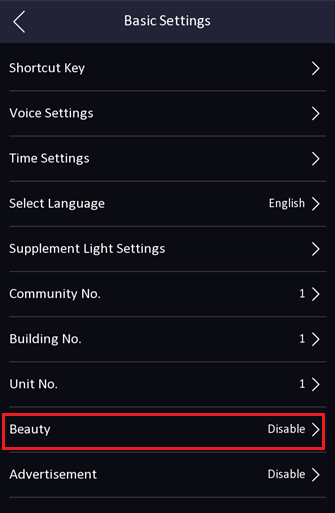 Basic Settings
Shortcut Key
Voice Settings
Time Settings
Select Language English
Supplement Light Settings
Community No. 1
Building No. 1
Unit No. 1
Beauty Disable
Advertisement Disable